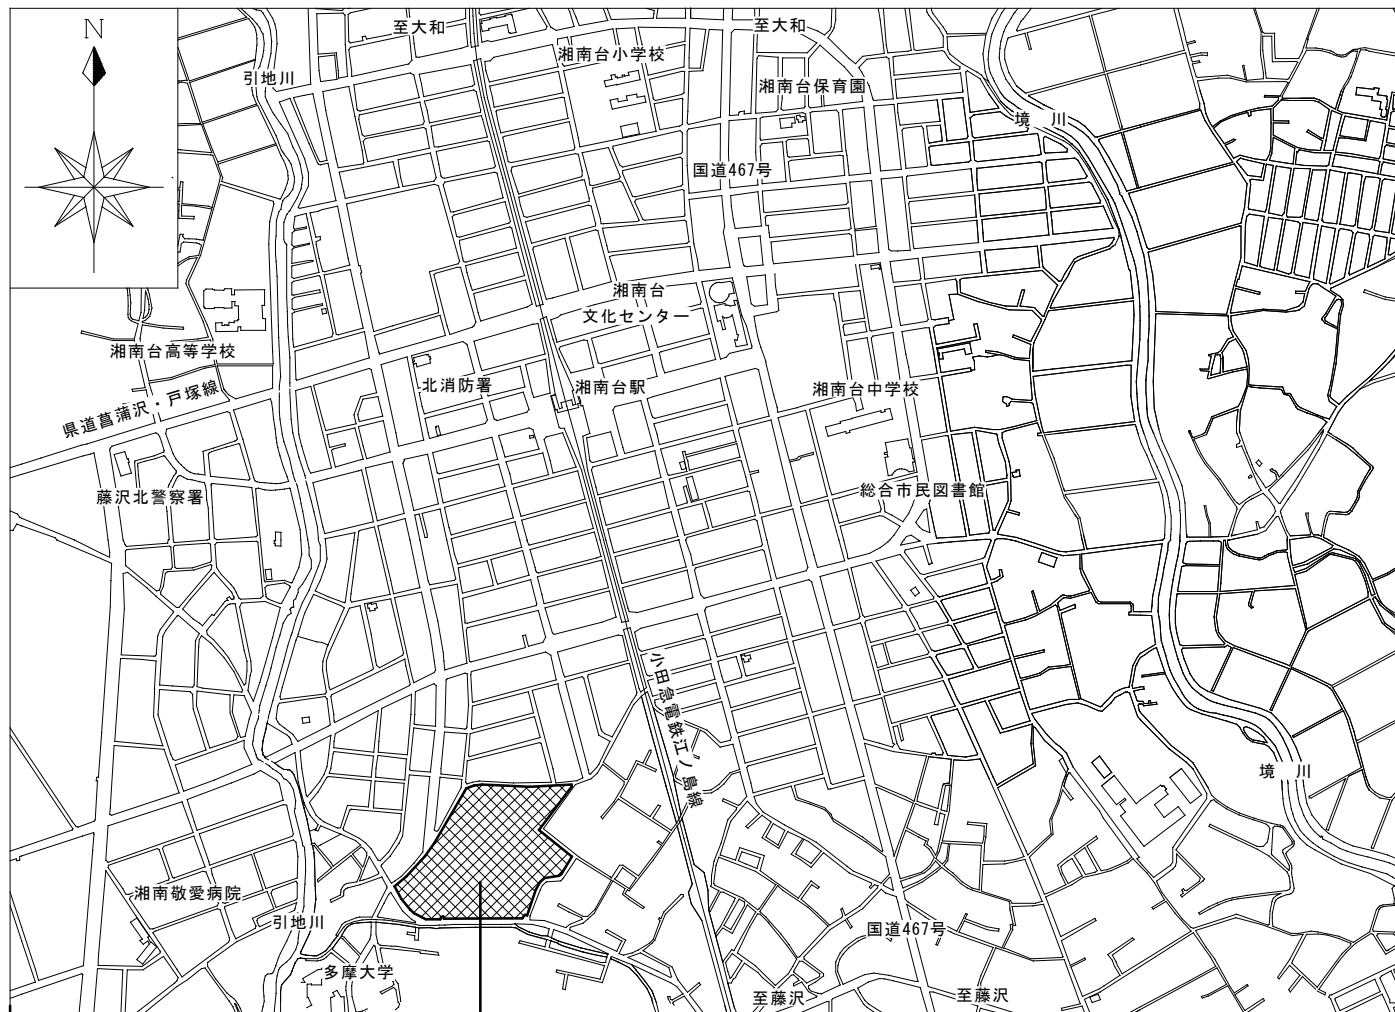 N
至大和
至大和
湘南台小学校
引地川
湘南台保育園
境 川
国道467号
湘南台
文化センター
湘南台高等学校
北消防署
湘南台駅
湘南台中学校
県道菖蒲沢・戸塚線
藤沢北警察署
総合市民図書館
小田急電鉄江ノ島線
境 川
湘南敬愛病院
引地川
国道467号
多摩大学
至藤沢
至藤沢